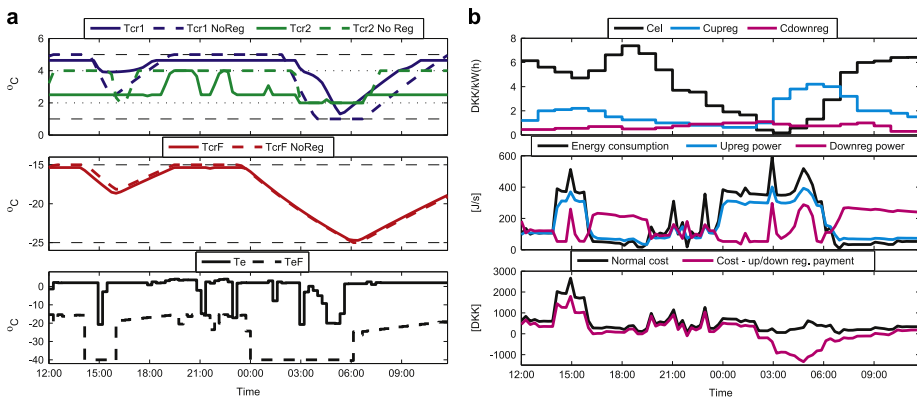 a
Tcr1 Tcr1 NoReg Tcr2 Tcr2 No Reg
6
4
2
0
°C
TcrF TcrF NoReg
-15
-20
-25
°C
Te TeF
0
-10
-20
-30
-40
°C
12:00 15:00 18:00 21:00 00:00 03:00 06:00 09:00
Time
b
Cel Cupreg Cdownreg
8
6
4
2
0
DKK/kW(h)
Energy consumption Upreg power Downreg power
600
400
200
0
[J/s]
Normal cost Cost - up/down reg. payment
3000
2000
1000
0
-1000
[DKK]
12:00 15:00 18:00 21:00 00:00 03:00 06:00 09:00
Time